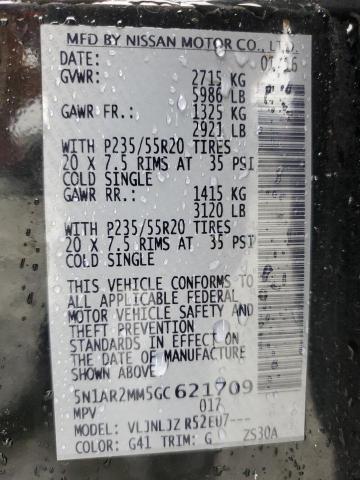 MFD BY NISSAN MOTOR CO., LTD.
DATE: 01/16
GVWR: 2715 KG
5986 LB
GAWR FR.: 1325 KG
2921 LB
WITH P235/55R20 TIRES
20 X 7.5 RIMS AT 35 PSI
COLD SINGLE
GAWR RR.: 1415 KG
3120 LB
WITH P235/55R20 TIRES
20 X 7.5 RIMS AT 35 PSI
COLD SINGLE
THIS VEHICLE CONFORMS TO
ALL APPLICABLE FEDERAL
MOTOR VEHICLE SAFETY AND
THEFT PREVENTION
STANDARDS IN EFFECT ON
THE DATE OF MANUFACTURE
SHOWN ABOVE.
5N1AR2MM5GC621709
MPV 017
MODEL: VLJNLJZ R52EU7---
COLOR: G41 TRIM: G ZS30A